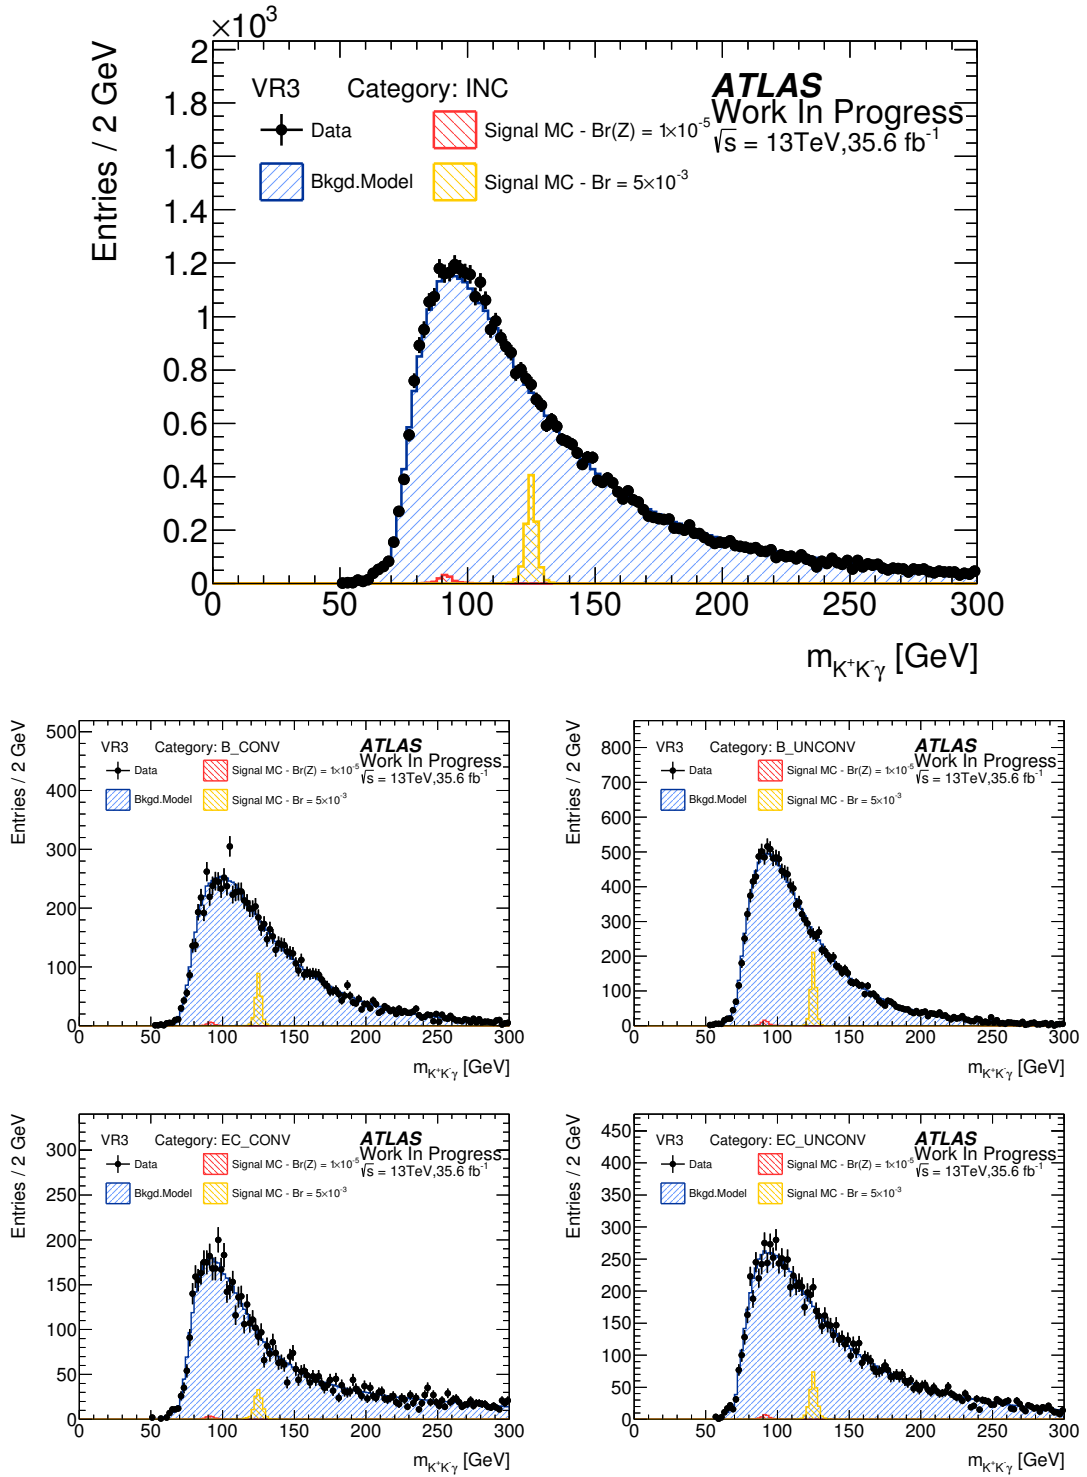 ×10³
Entries / 2 GeV
2
1.8
1.6
1.4
1.2
1
0.8
0.6
0.4
0.2
0
VR3 Category: INC
Data
Bkgd.Model
Signal MC - Br(Z) = 1×10⁻⁵
Signal MC - Br = 5×10⁻³
ATLAS
Work In Progress
√s = 13TeV,35.6 fb⁻¹
0 50 100 150 200 250 300
m_K⁺K⁻γ [GeV]
Entries / 2 GeV
500
400
300
200
100
0
VR3 Category: B_CONV
Data
Bkgd.Model
Signal MC - Br(Z) = 1×10⁻⁵
Signal MC - Br = 5×10⁻³
ATLAS
Work In Progress
√s = 13TeV,35.6 fb⁻¹
0 50 100 150 200 250 300
m_K⁺K⁻γ [GeV]
Entries / 2 GeV
800
700
600
500
400
300
200
100
0
VR3 Category: B_UNCONV
Data
Bkgd.Model
Signal MC - Br(Z) = 1×10⁻⁵
Signal MC - Br = 5×10⁻³
ATLAS
Work In Progress
√s = 13TeV,35.6 fb⁻¹
0 50 100 150 200 250 300
m_K⁺K⁻γ [GeV]
Entries / 2 GeV
300
250
200
150
100
50
0
VR3 Category: EC_CONV
Data
Bkgd.Model
Signal MC - Br(Z) = 1×10⁻⁵
Signal MC - Br = 5×10⁻³
ATLAS
Work In Progress
√s = 13TeV,35.6 fb⁻¹
0 50 100 150 200 250 300
m_K⁺K⁻γ [GeV]
Entries / 2 GeV
450
400
350
300
250
200
150
100
50
0
VR3 Category: EC_UNCONV
Data
Bkgd.Model
Signal MC - Br(Z) = 1×10⁻⁵
Signal MC - Br = 5×10⁻³
ATLAS
Work In Progress
√s = 13TeV,35.6 fb⁻¹
0 50 100 150 200 250 300
m_K⁺K⁻γ [GeV]